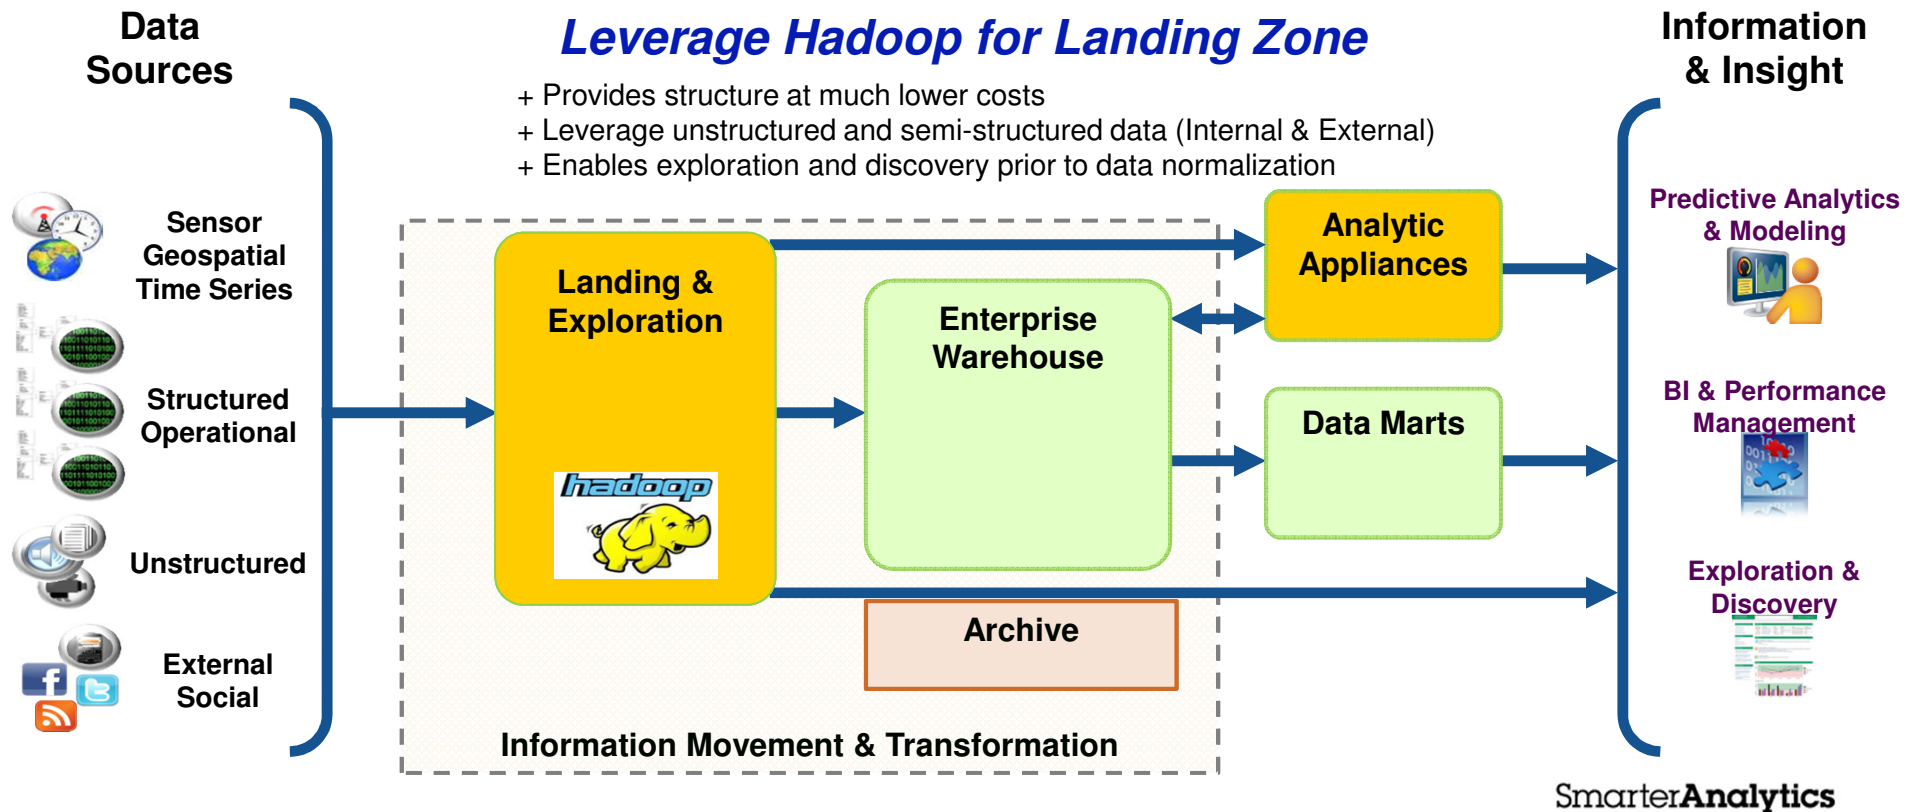 Data
Sources
Leverage Hadoop for Landing Zone
+ Provides structure at much lower costs
+ Leverage unstructured and semi-structured data (Internal & External)
+ Enables exploration and discovery prior to data normalization
Information
& Insight
Sensor
Geospatial
Time Series
Structured
Operational
Unstructured
External
Social
Landing &
Exploration
hadoop
Enterprise
Warehouse
Archive
Information Movement & Transformation
Analytic
Appliances
Data Marts
Predictive Analytics
& Modeling
BI & Performance
Management
Exploration &
Discovery
SmarterAnalytics